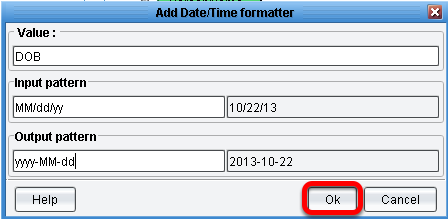 Add Date/Time formatter
Value :
DOB
Input pattern
MM/dd/yy 10/22/13
Output pattern
yyyy-MM-dd 2013-10-22
Help Ok Cancel